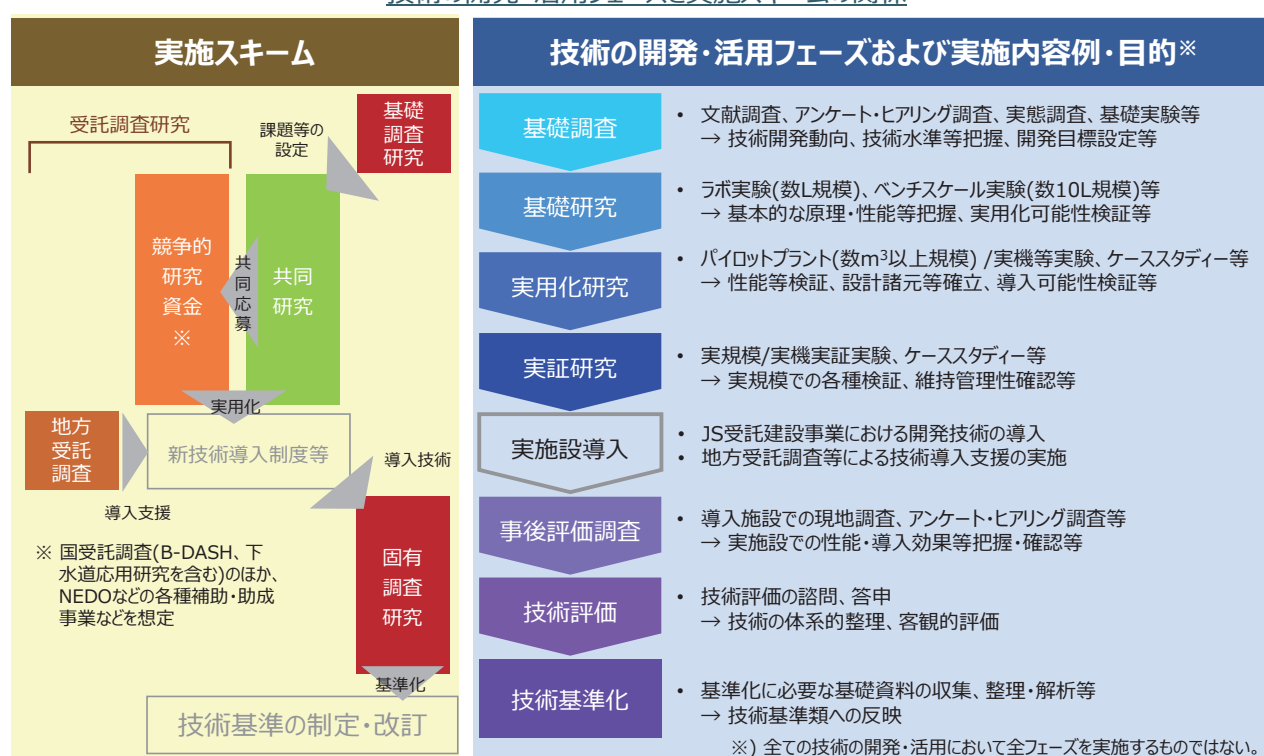 実施スキーム
受託調査研究
課題等の
設定
基礎
調査
研究
競争的
研究
資金
※
共
同
応
募
共同
研究
実用化
地方
受託
調査
新技術導入制度等
導入技術
導入支援
※ 国受託調査(B-DASH、下
水道応用研究を含む)のほか、
NEDOなどの各種補助・助成
事業などを想定
固有
調査
研究
基準化
技術基準の制定・改訂
技術の開発・活用フェーズおよび実施内容例・目的※
基礎調査
• 文献調査、アンケート・ヒアリング調査、実態調査、基礎実験等
→ 技術開発動向、技術水準等把握、開発目標設定等
基礎研究
• ラボ実験(数L規模)、ベンチスケール実験(数10L規模)等
→ 基本的な原理・性能等把握、実用化可能性検証等
実用化研究
• パイロットプラント(数m³以上規模) /実機等実験、ケーススタディー等
→ 性能等検証、設計諸元等確立、導入可能性検証等
実証研究
• 実規模/実機実証実験、ケーススタディー等
→ 実規模での各種検証、維持管理性確認等
実施設導入
• JS受託建設事業における開発技術の導入
• 地方受託調査等による技術導入支援の実施
事後評価調査
• 導入施設での現地調査、アンケート・ヒアリング調査等
→ 実施設での性能・導入効果等把握・確認等
技術評価
• 技術評価の諮問、答申
→ 技術の体系的整理、客観的評価
技術基準化
• 基準化に必要な基礎資料の収集、整理・解析等
→ 技術基準類への反映
※) 全ての技術の開発・活用において全フェーズを実施するものではない。